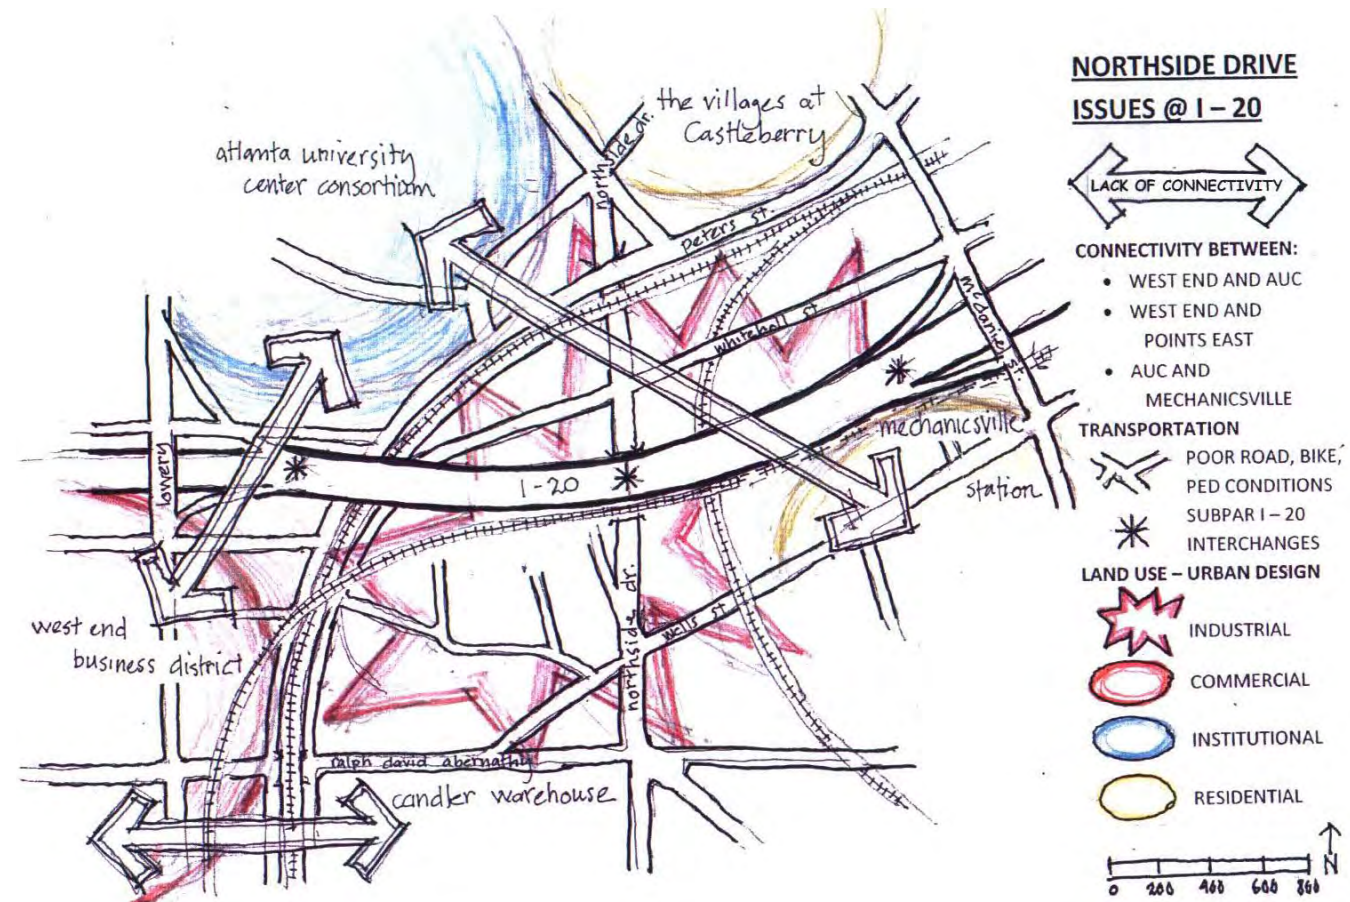 atlanta university
center consortium
the villages at
Castleberry
northside dr.
peters st.
whitehall st
mcdaniel st.
lowery
I-20
mechanicsville
station
west end
business district
northside dr.
wells st
ralph david abernathy
candler warehouse
NORTHSIDE DRIVE
ISSUES @ I – 20
LACK OF CONNECTIVITY
CONNECTIVITY BETWEEN:
• WEST END AND AUC
• WEST END AND
POINTS EAST
• AUC AND
MECHANICSVILLE
TRANSPORTATION
POOR ROAD, BIKE,
PED CONDITIONS
SUBPAR I – 20
INTERCHANGES
LAND USE – URBAN DESIGN
INDUSTRIAL
COMMERCIAL
INSTITUTIONAL
RESIDENTIAL
N
0 200 400 600 800